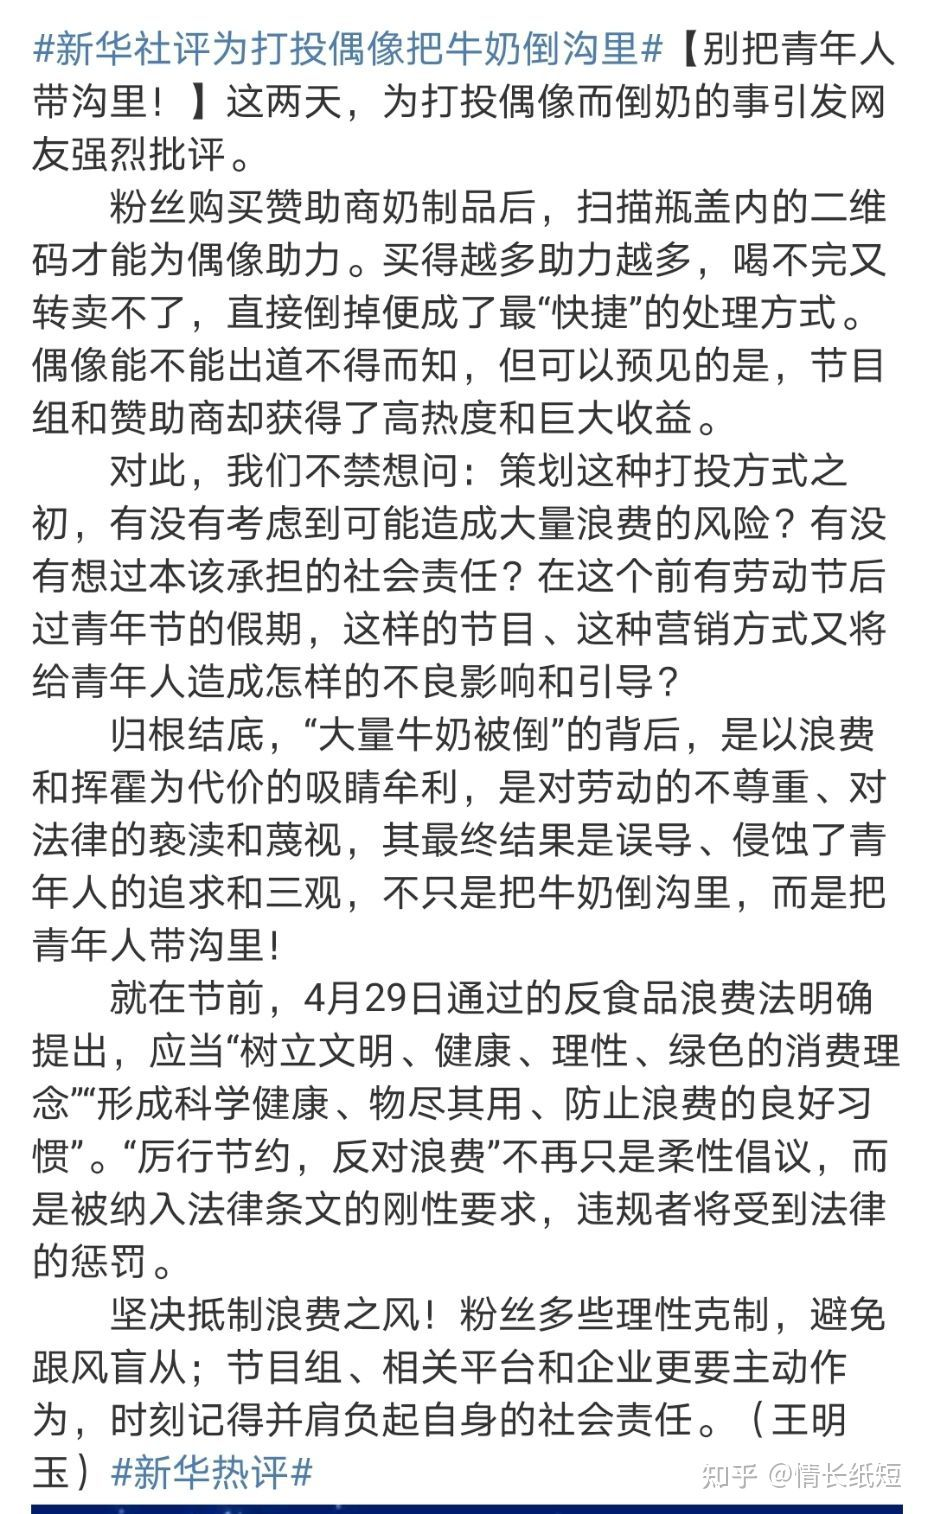 #新华社评为打投偶像把牛奶倒沟里#【别把青年人
带沟里！】这两天，为打投偶像而倒奶的事引发网
友强烈批评。
粉丝购买赞助商奶制品后，扫描瓶盖内的二维
码才能为偶像助力。买得越多助力越多，喝不完又
转卖不了，直接倒掉便成了最“快捷”的处理方式。
偶像能不能出道不得而知，但可以预见的是，节目
组和赞助商却获得了高热度和巨大收益。
对此，我们不禁想问：策划这种打投方式之
初，有没有考虑到可能造成大量浪费的风险？有没
有想过本该承担的社会责任？在这个前有劳动节后
过青年节的假期，这样的节目、这种营销方式又将
给青年人造成怎样的不良影响和引导？
归根结底，“大量牛奶被倒”的背后，是以浪费
和挥霍为代价的吸睛牟利，是对劳动的不尊重、对
法律的亵渎和蔑视，其最终结果是误导、侵蚀了青
年人的追求和三观，不只是把牛奶倒沟里，而是把
青年人带沟里！
就在节前，4月29日通过的反食品浪费法明确
提出，应当“树立文明、健康、理性、绿色的消费理
念”“形成科学健康、物尽其用、防止浪费的良好习
惯”。“厉行节约，反对浪费”不再只是柔性倡议，而
是被纳入法律条文的刚性要求，违规者将受到法律
的惩罚。
坚决抵制浪费之风！粉丝多些理性克制，避免
跟风盲从；节目组、相关平台和企业更要主动作
为，时刻记得并肩负起自身的社会责任。（王明
玉）#新华热评#
知乎 @情长纸短